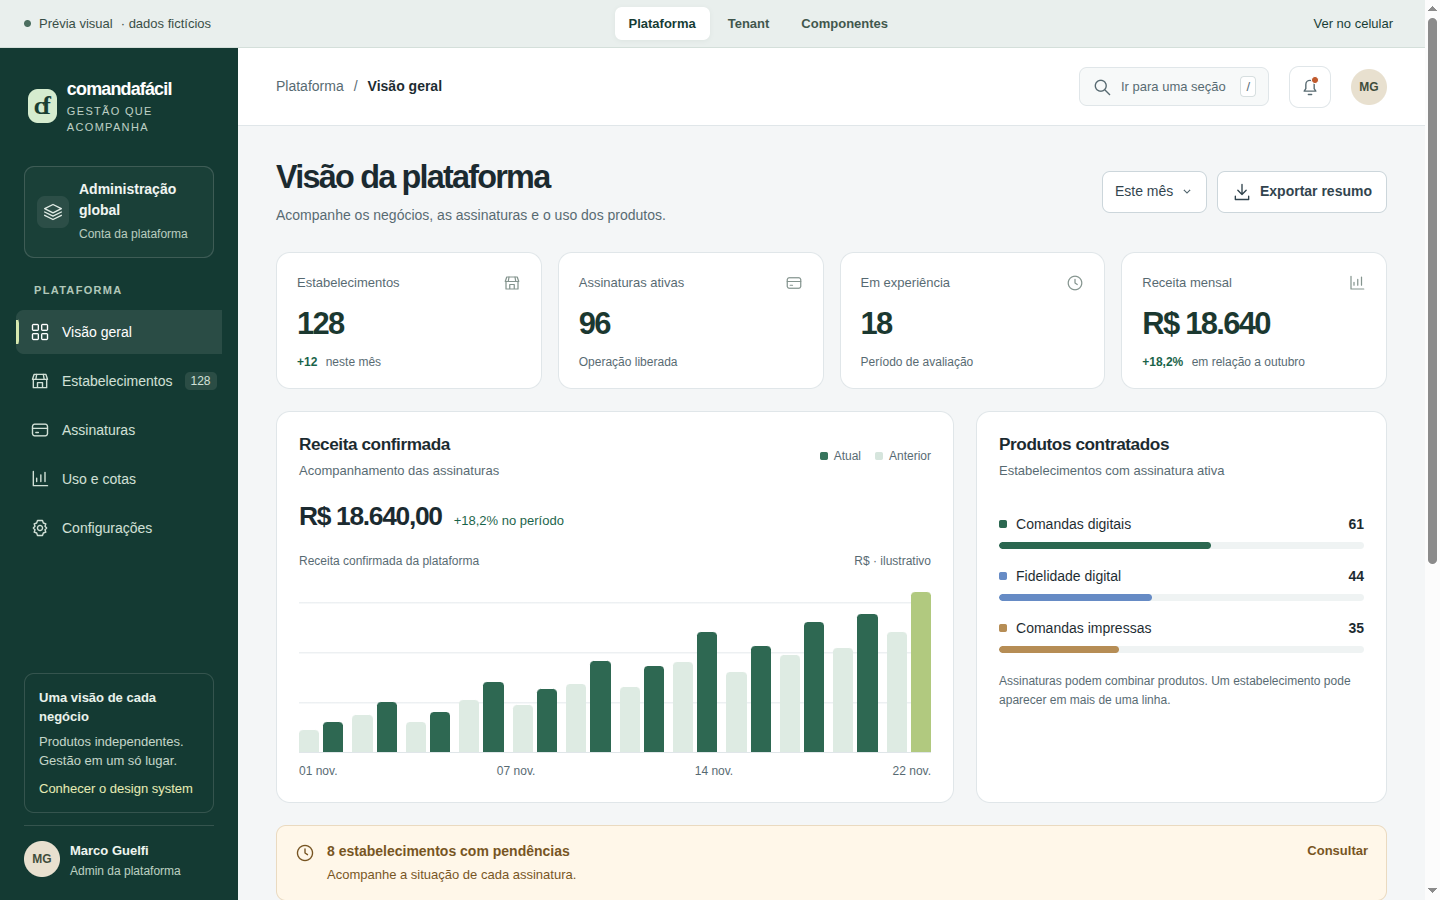 Prévia visual · dados fictícios
Plataforma
Tenant
Componentes
Ver no celular
cf
comandafácil
GESTÃO QUE
ACOMPANHA
Administração
global
Conta da plataforma
PLATAFORMA
Visão geral
Estabelecimentos 128
Assinaturas
Uso e cotas
Configurações
Uma visão de cada
negócio
Produtos independentes.
Gestão em um só lugar.
Conhecer o design system
MG
Marco Guelfi
Admin da plataforma
Plataforma / Visão geral
Ir para uma seção /
MG
Visão da plataforma
Acompanhe os negócios, as assinaturas e o uso dos produtos.
Este mês
Exportar resumo
Estabelecimentos
128
+12 neste mês
Assinaturas ativas
96
Operação liberada
Em experiência
18
Período de avaliação
Receita mensal
R$ 18.640
+18,2% em relação a outubro
Receita confirmada
Acompanhamento das assinaturas
Atual
Anterior
R$ 18.640,00 +18,2% no período
Receita confirmada da plataforma
R$ · ilustrativo
01 nov.
07 nov.
14 nov.
22 nov.
Produtos contratados
Estabelecimentos com assinatura ativa
Comandas digitais 61
Fidelidade digital 44
Comandas impressas 35
Assinaturas podem combinar produtos. Um estabelecimento pode
aparecer em mais de uma linha.
8 estabelecimentos com pendências
Acompanhe a situação de cada assinatura.
Consultar